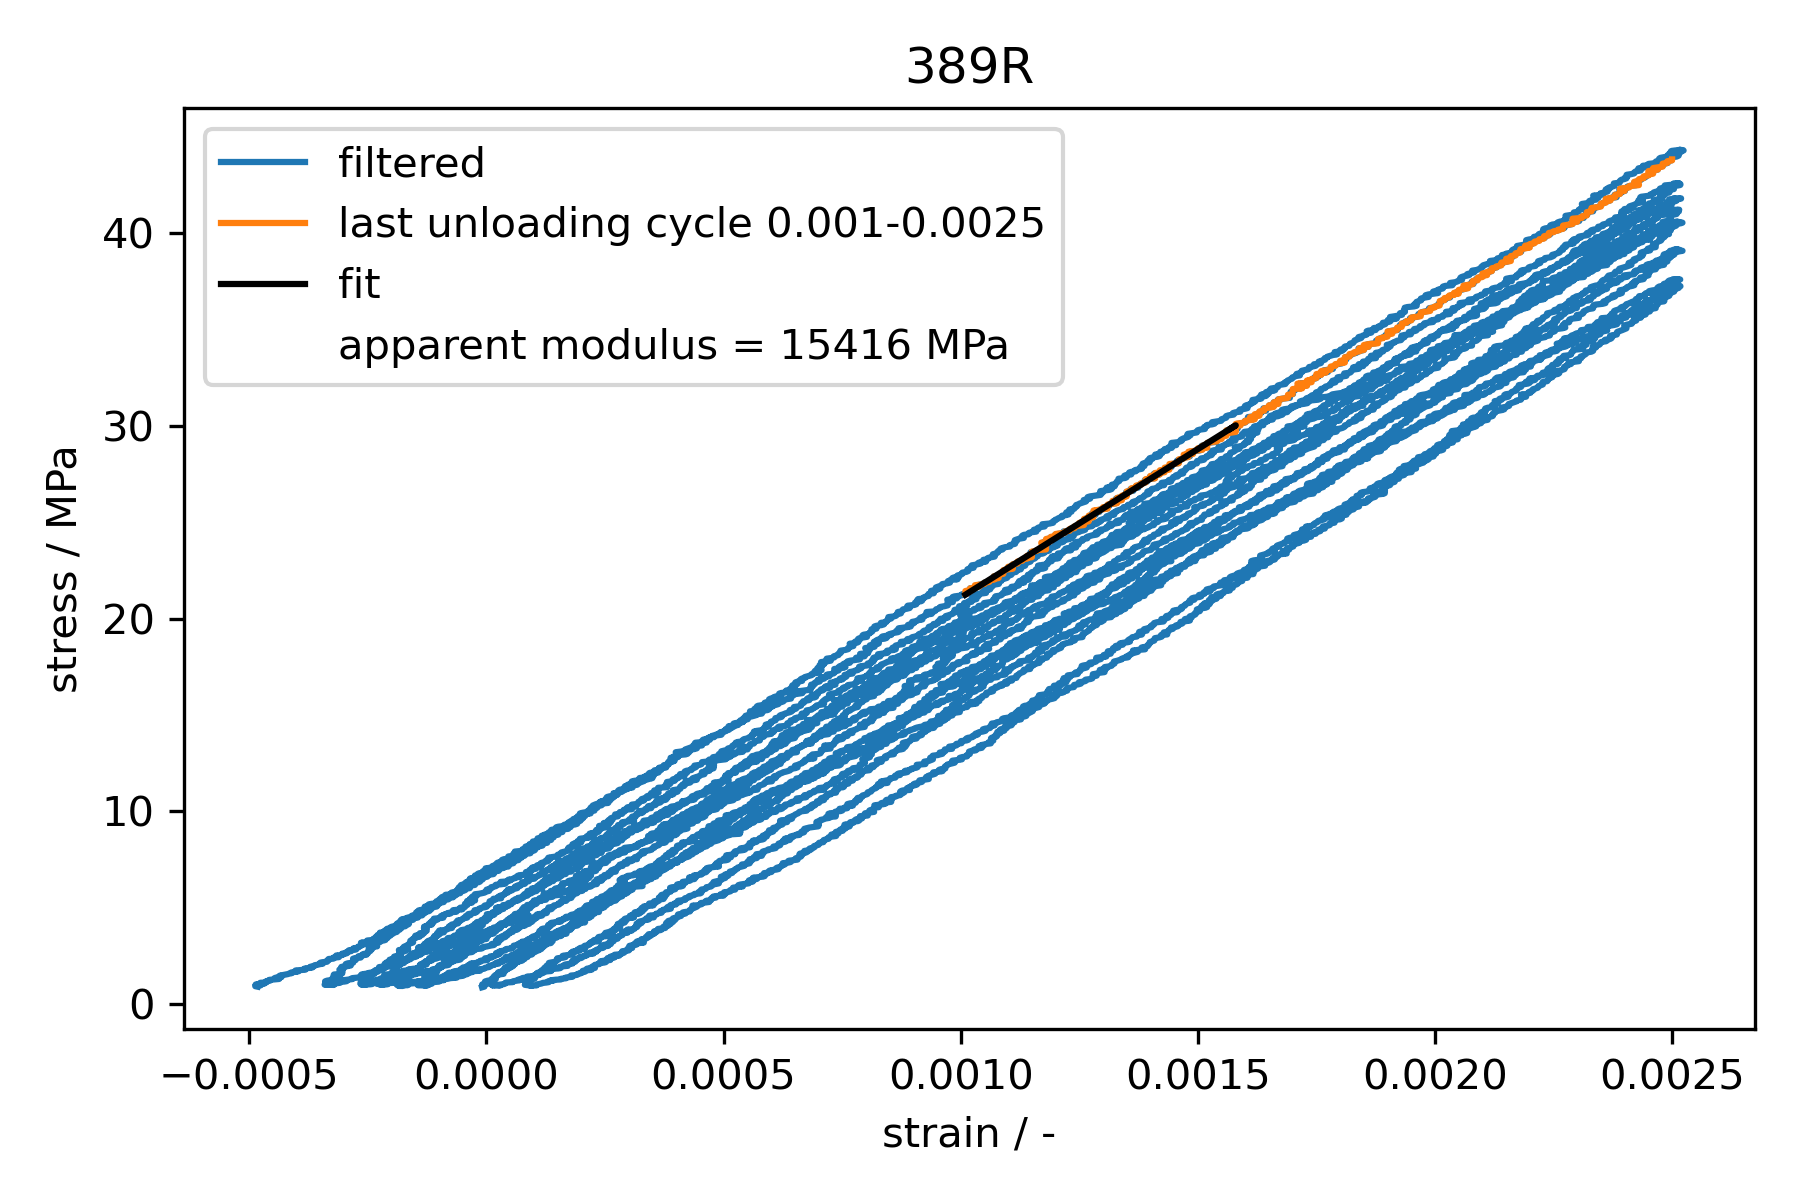 389R
filtered
last unloading cycle 0.001-0.0025
fit
apparent modulus = 15416 MPa
stress / MPa
40
30
20
10
0
−0.0005 0.0000 0.0005 0.0010 0.0015 0.0020 0.0025
strain / -